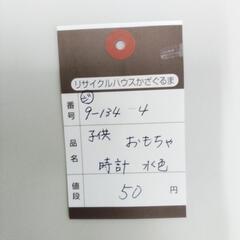 リサイクルハウスかざぐるま
番号 9-134-4
品名 子供 おもちゃ
時計 水色
値段 50 円